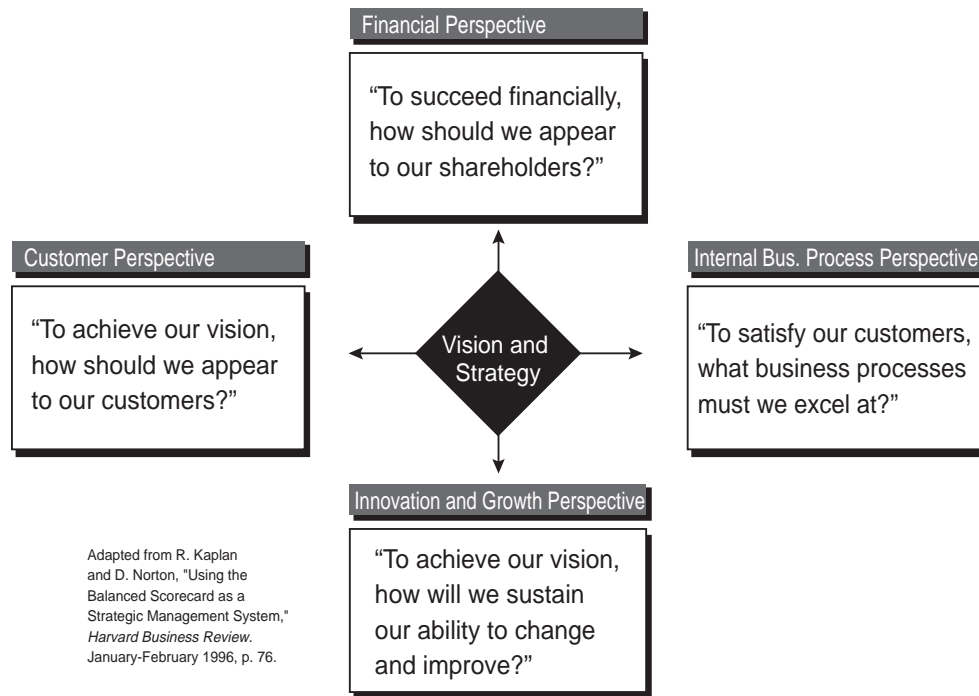 Financial Perspective
“To succeed financially,
how should we appear
to our shareholders?”
Customer Perspective
“To achieve our vision,
how should we appear
to our customers?”
Vision and
Strategy
Internal Bus. Process Perspective
“To satisfy our customers,
what business processes
must we excel at?”
Innovation and Growth Perspective
“To achieve our vision,
how will we sustain
our ability to change
and improve?”
Adapted from R. Kaplan
and D. Norton, "Using the
Balanced Scorecard as a
Strategic Management System,"
Harvard Business Review.
January-February 1996, p. 76.